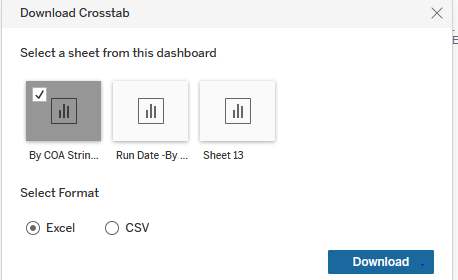 Download Crosstab
Select a sheet from this dashboard
By COA Strin...
Run Date -By ...
Sheet 13
Select Format
Excel
CSV
Download